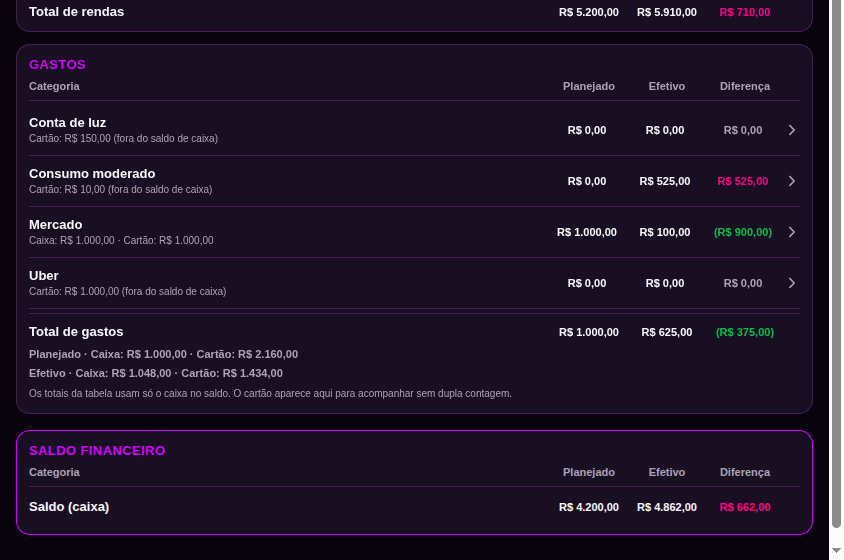 Total de rendas R$ 5.200,00 R$ 5.910,00 R$ 710,00
GASTOS
Categoria Planejado Efetivo Diferença
Conta de luz R$ 0,00 R$ 0,00 R$ 0,00
Cartão: R$ 150,00 (fora do saldo de caixa)
Consumo moderado R$ 0,00 R$ 525,00 R$ 525,00
Cartão: R$ 10,00 (fora do saldo de caixa)
Mercado R$ 1.000,00 R$ 100,00 (R$ 900,00)
Caixa: R$ 1.000,00 · Cartão: R$ 1.000,00
Uber R$ 0,00 R$ 0,00 R$ 0,00
Cartão: R$ 1.000,00 (fora do saldo de caixa)
Total de gastos R$ 1.000,00 R$ 625,00 (R$ 375,00)
Planejado · Caixa: R$ 1.000,00 · Cartão: R$ 2.160,00
Efetivo · Caixa: R$ 1.048,00 · Cartão: R$ 1.434,00
Os totais da tabela usam só o caixa no saldo. O cartão aparece aqui para acompanhar sem dupla contagem.
SALDO FINANCEIRO
Categoria Planejado Efetivo Diferença
Saldo (caixa) R$ 4.200,00 R$ 4.862,00 R$ 662,00